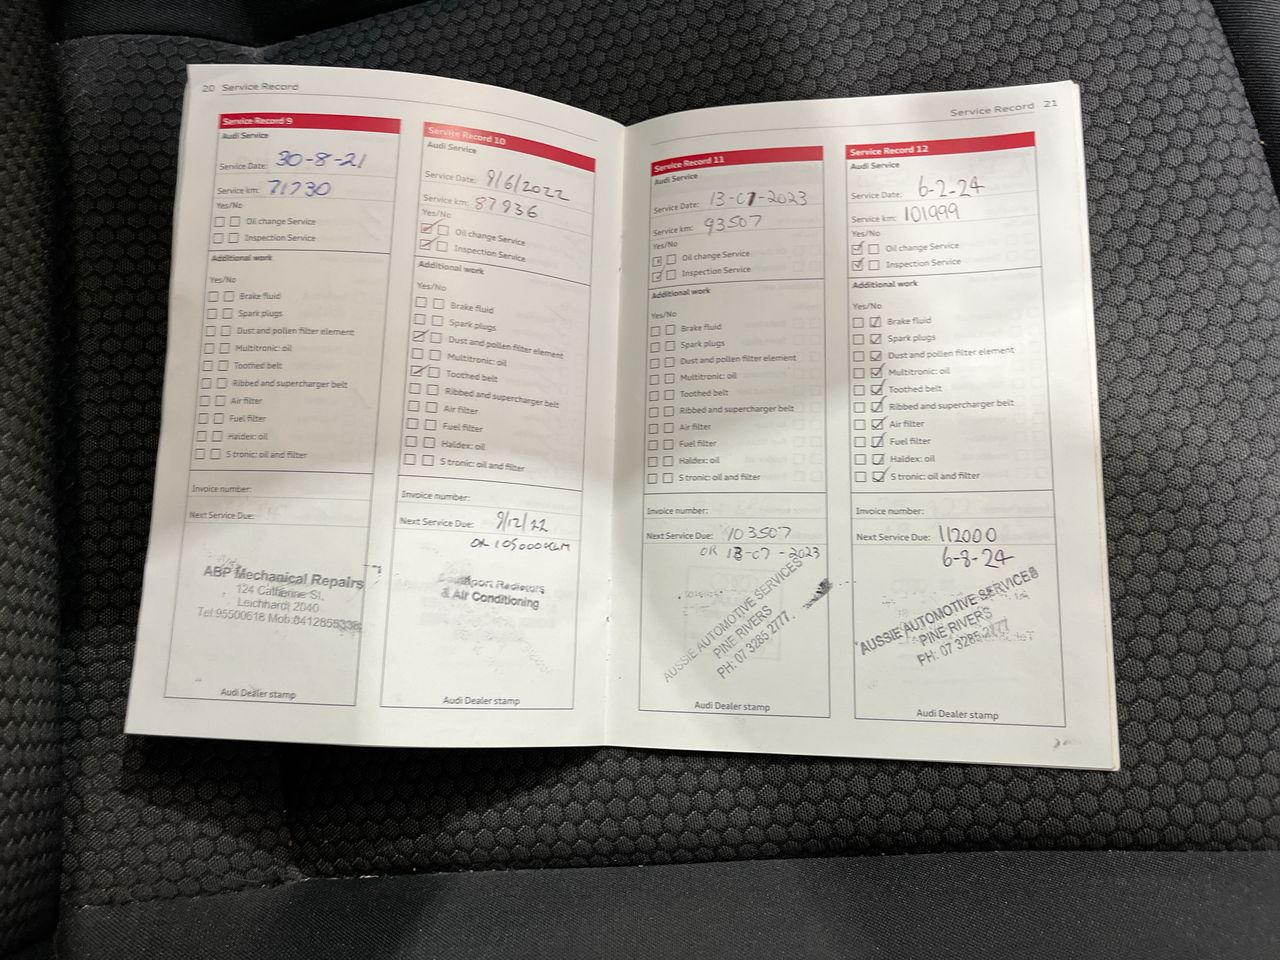 20 Service Record
Service Record 9
Audi Service
Service Date: 30-8-21
Service km: 71730
Yes/No
Oil change Service
Inspection Service
Additional work
Yes/No
Brake fluid
Spark plugs
Dust and pollen filter element
Multitronic: oil
Toothed belt
Ribbed and supercharger belt
Air filter
Fuel filter
Haldex: oil
S tronic: oil and filter
Invoice number:
Next Service Due:
ABP Mechanical Repairs
124 Catherine St,
Leichhardt 2040
Tel:95500618 Mob:0412855338
Audi Dealer stamp
Service Record 10
Audi Service
Service Date: 9/6/2022
Service km: 87936
Yes/No
Oil change Service
Inspection Service
Additional work
Yes/No
Brake fluid
Spark plugs
Dust and pollen filter element
Multitronic: oil
Toothed belt
Ribbed and supercharger belt
Air filter
Fuel filter
Haldex: oil
S tronic: oil and filter
Invoice number:
Next Service Due: 9/12/22
OR 105000KM
Radiators
& Air Conditioning
Audi Dealer stamp
Service Record 21
Service Record 11
Audi Service
Service Date: 13-07-2023
Service km: 93507
Yes/No
Oil change Service
Inspection Service
Additional work
Yes/No
Brake fluid
Spark plugs
Dust and pollen filter element
Multitronic: oil
Toothed belt
Ribbed and supercharger belt
Air filter
Fuel filter
Haldex: oil
S tronic: oil and filter
Invoice number:
Next Service Due: 103507
OR 13-07-2023
AUSSIE AUTOMOTIVE SERVICES
PINE RIVERS
PH: 07 3285 2777
Audi Dealer stamp
Service Record 12
Audi Service
Service Date: 6-2-24
Service km: 101999
Yes/No
Oil change Service
Inspection Service
Additional work
Yes/No
Brake fluid
Spark plugs
Dust and pollen filter element
Multitronic: oil
Toothed belt
Ribbed and supercharger belt
Air filter
Fuel filter
Haldex: oil
S tronic: oil and filter
Invoice number:
Next Service Due: 112000
6-8-24
AUSSIE AUTOMOTIVE SERVICES
PINE RIVERS
PH: 07 3285 2777
Audi Dealer stamp